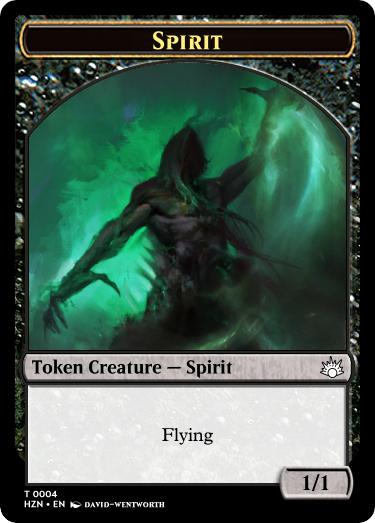 Spirit
Token Creature — Spirit
Flying
1/1
T 0004
HZN • EN DAVID-WENTWORTH